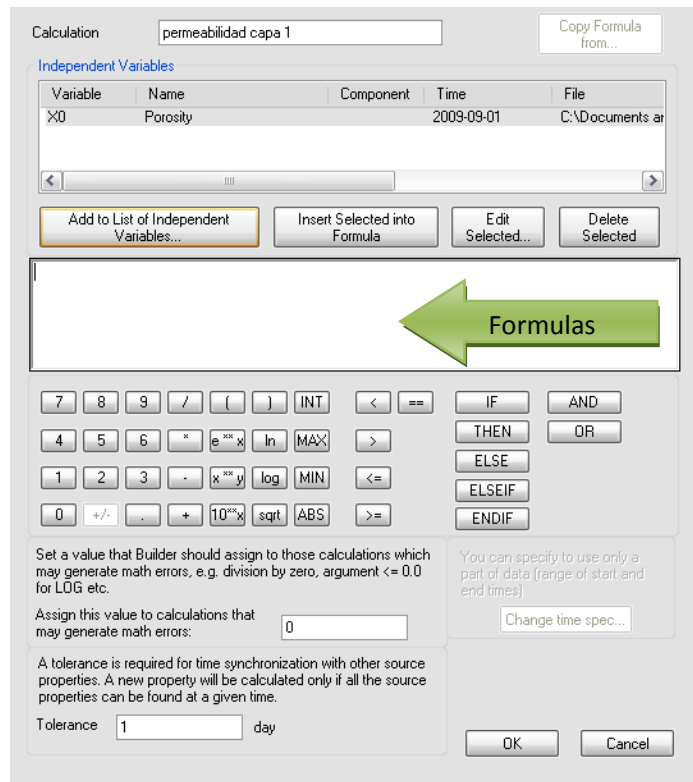 Calculation permeabilidad capa 1 Copy Formula
from...
Independent Variables
Variable Name Component Time File
X0 Porosity 2009-09-01 C:\Documents ar
Add to List of Independent
Variables...
Insert Selected into
Formula
Edit
Selected...
Delete
Selected
Formulas
7 8 9 / ( ) INT < == IF AND
4 5 6 * e ** x ln MAX > THEN OR
1 2 3 - x ** y log MIN <= ELSE
ELSEIF
0 +/- . + 10**x sqrt ABS >= ENDIF
Set a value that Builder should assign to those calculations which
may generate math errors, e.g. division by zero, argument <= 0.0
for LOG etc.
Assign this value to calculations that
may generate math errors: 0
You can specify to use only a
part of data (range of start and
end times)
Change time spec...
A tolerance is required for time synchronization with other source
properties. A new property will be calculated only if all the source
properties can be found at a given time.
Tolerance 1 day
OK Cancel